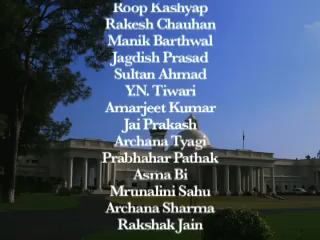 Roop Kashyap
Rakesh Chauhan
Manik Barthwal
Jagdish Prasad
Sultan Ahmad
Y.N. Tiwari
Amarjeet Kumar
Jai Prakash
Archana Tyagi
Prabhahar Pathak
Asma Bi
Mrunalini Sahu
Archana Sharma
Rakshak Jain